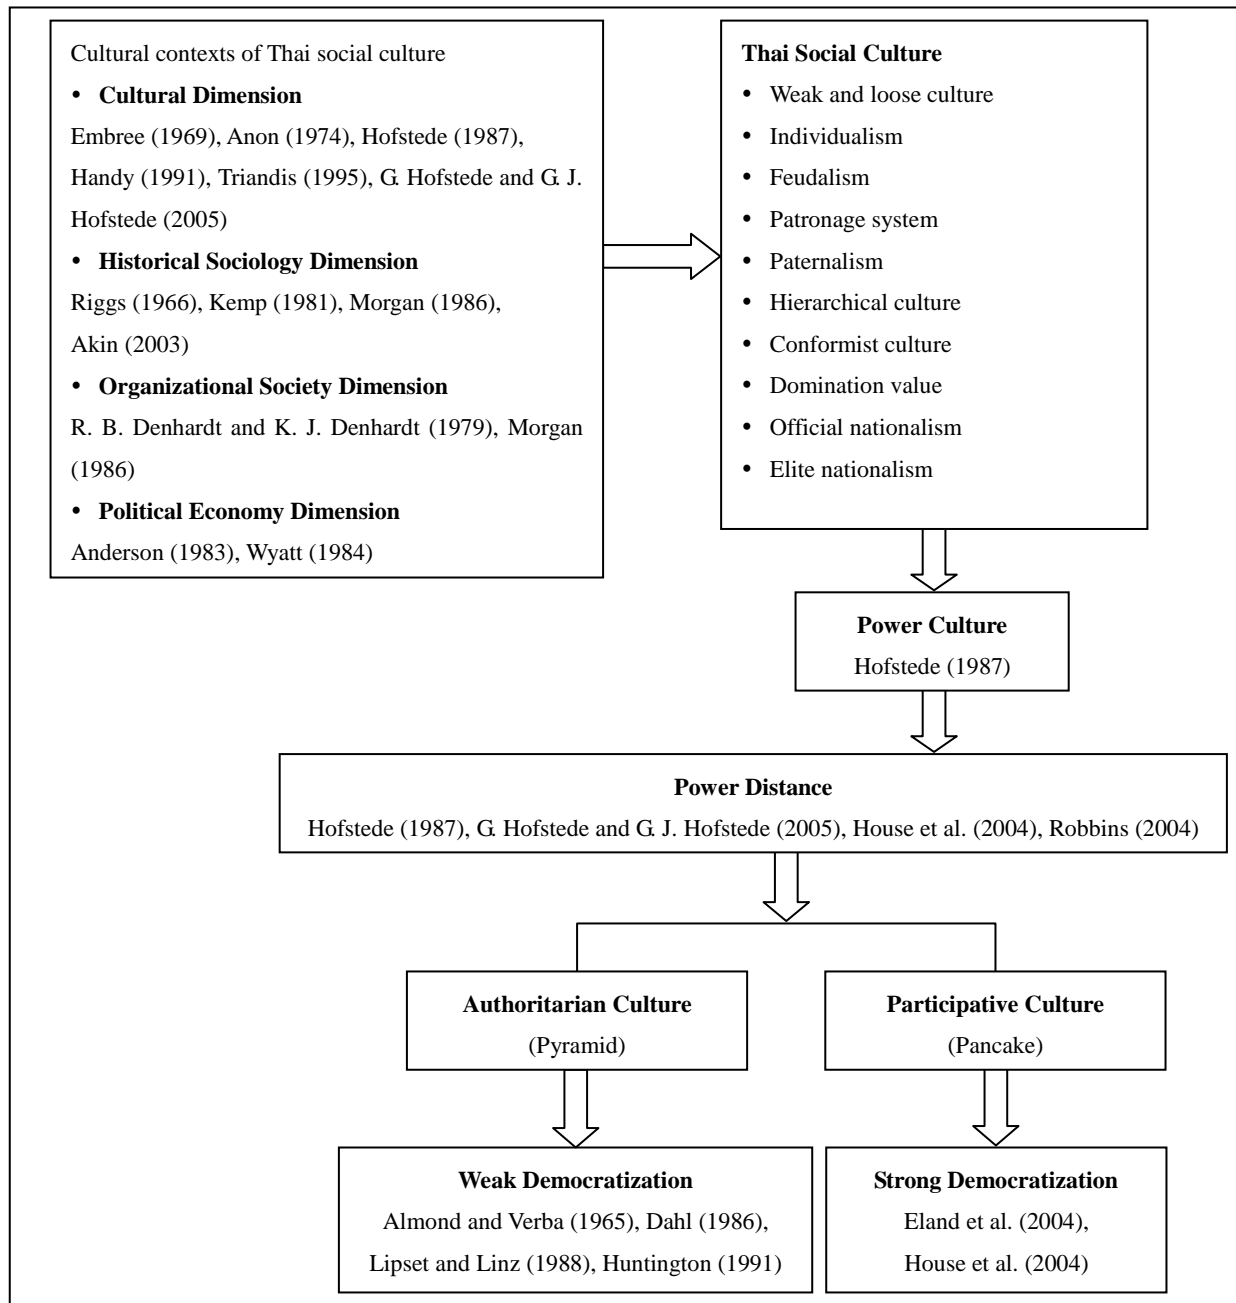 Cultural contexts of Thai social culture
• Cultural Dimension
Embree (1969), Anon (1974), Hofstede (1987),
Handy (1991), Triandis (1995), G. Hofstede and G. J.
Hofstede (2005)
• Historical Sociology Dimension
Riggs (1966), Kemp (1981), Morgan (1986),
Akin (2003)
• Organizational Society Dimension
R. B. Denhardt and K. J. Denhardt (1979), Morgan
(1986)
• Political Economy Dimension
Anderson (1983), Wyatt (1984)
Thai Social Culture
• Weak and loose culture
• Individualism
• Feudalism
• Patronage system
• Paternalism
• Hierarchical culture
• Conformist culture
• Domination value
• Official nationalism
• Elite nationalism
Power Culture
Hofstede (1987)
Power Distance
Hofstede (1987), G. Hofstede and G. J. Hofstede (2005), House et al. (2004), Robbins (2004)
Authoritarian Culture
(Pyramid)
Participative Culture
(Pancake)
Weak Democratization
Almond and Verba (1965), Dahl (1986),
Lipset and Linz (1988), Huntington (1991)
Strong Democratization
Eland et al. (2004),
House et al. (2004)